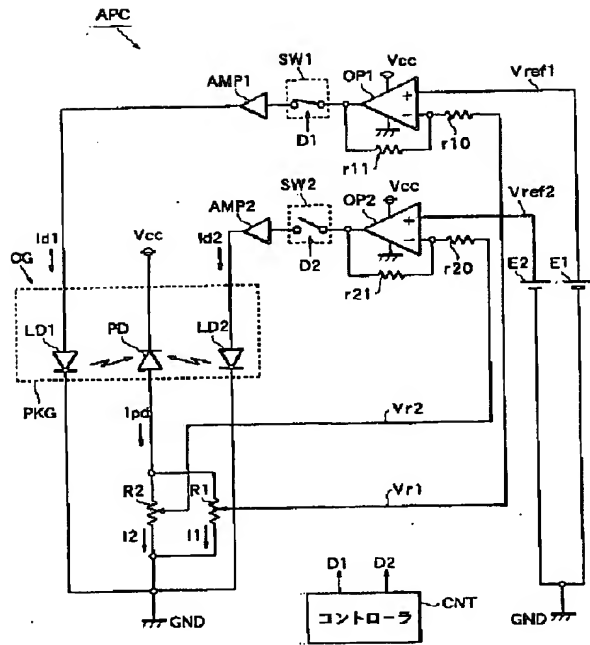 APC
SW1
Vcc
AMP1
OP1
Vref1
D1
r10
r11
SW2
Vcc
Vref2
AMP2
OP2
Id1
Vcc
Id2
D2
r20
OG
r21
E2
E1
LD1
PD
LD2
PKG
Ipd
Vr2
R2
R1
Vr1
I2
I1
D1
D2
GND
コントローラ
CNT
GND